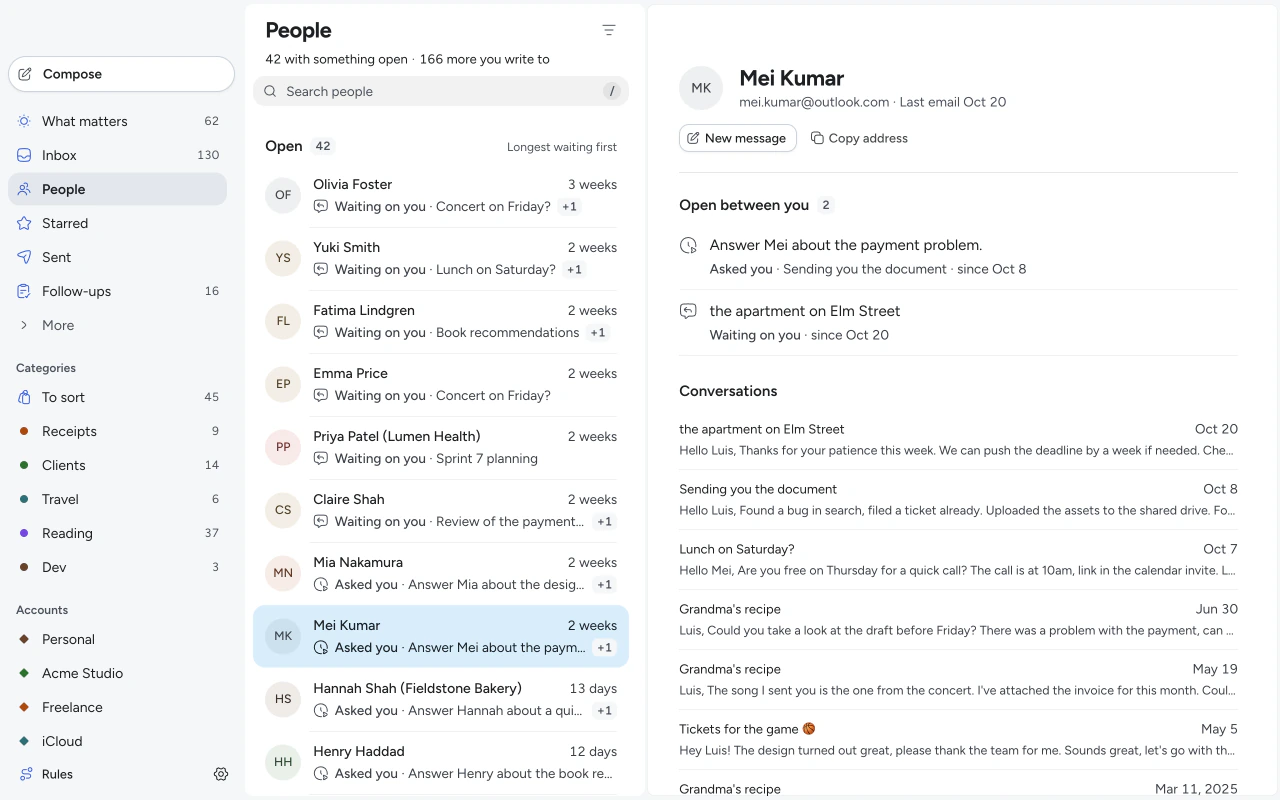 Compose
What matters 62
Inbox 130
People
Starred
Sent
Follow-ups 16
More
Categories
To sort 45
Receipts 9
Clients 14
Travel 6
Reading 37
Dev 3
Accounts
Personal
Acme Studio
Freelance
iCloud
Rules
People
42 with something open · 166 more you write to
Search people /
Open 42 Longest waiting first
OF Olivia Foster 3 weeks
Waiting on you · Concert on Friday? +1
YS Yuki Smith 2 weeks
Waiting on you · Lunch on Saturday? +1
FL Fatima Lindgren 2 weeks
Waiting on you · Book recommendations +1
EP Emma Price 2 weeks
Waiting on you · Concert on Friday?
PP Priya Patel (Lumen Health) 2 weeks
Waiting on you · Sprint 7 planning
CS Claire Shah 2 weeks
Waiting on you · Review of the payment... +1
MN Mia Nakamura 2 weeks
Asked you · Answer Mia about the desig... +1
MK Mei Kumar 2 weeks
Asked you · Answer Mei about the paym... +1
HS Hannah Shah (Fieldstone Bakery) 13 days
Asked you · Answer Hannah about a qui... +1
HH Henry Haddad 12 days
Asked you · Answer Henry about the book re...
MK Mei Kumar
mei.kumar@outlook.com · Last email Oct 20
New message Copy address
Open between you 2
Answer Mei about the payment problem.
Asked you · Sending you the document · since Oct 8
the apartment on Elm Street
Waiting on you · since Oct 20
Conversations
the apartment on Elm Street Oct 20
Hello Luis, Thanks for your patience this week. We can push the deadline by a week if needed. Che...
Sending you the document Oct 8
Hello Luis, Found a bug in search, filed a ticket already. Uploaded the assets to the shared drive. Fo...
Lunch on Saturday? Oct 7
Hello Mei, Are you free on Thursday for a quick call? The call is at 10am, link in the calendar invite. L...
Grandma's recipe Jun 30
Luis, Could you take a look at the draft before Friday? There was a problem with the payment, can ...
Grandma's recipe May 19
Luis, The song I sent you is the one from the concert. I've attached the invoice for this month. Coul...
Tickets for the game 🏀 May 5
Hey Luis! The design turned out great, please thank the team for me. Sounds great, let's go with th...
Grandma's recipe Mar 11, 2025